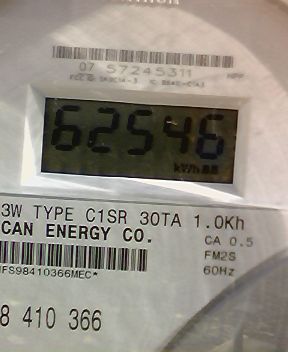 07 57245311 NPP
62546
kWh
3W TYPE C1SR 30TA 1.0Kh
CAN ENERGY CO. CA 0.5
FM2S
FS98410366MEC* 60Hz
8 410 366